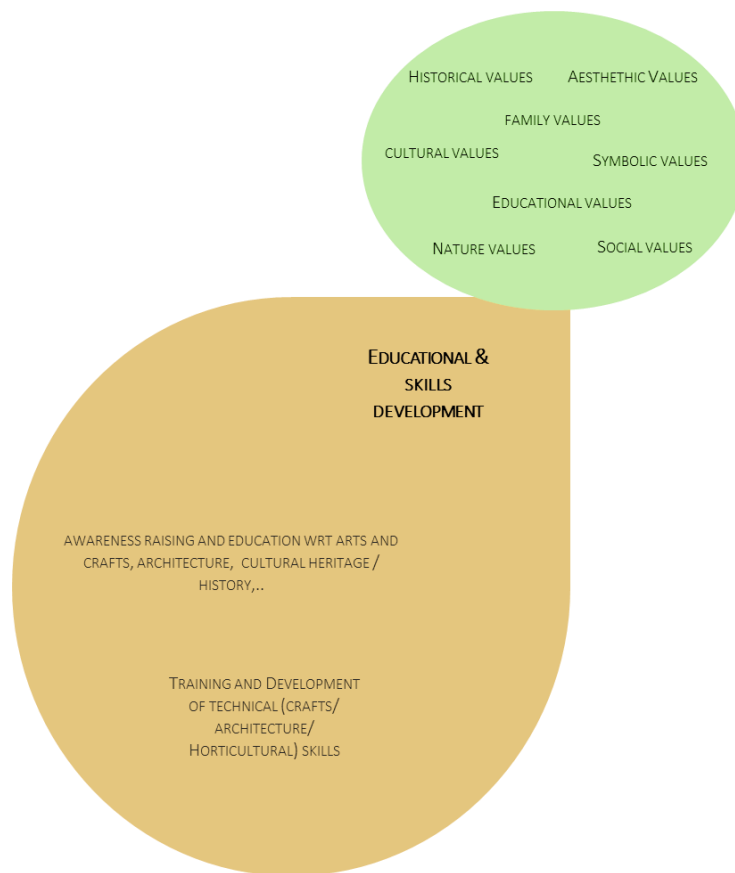 Historical values Aesthethic Values
family values
cultural values Symbolic values
Educational values
Nature values Social values
Educational &
skills
development
awareness raising and education wrt arts and
crafts, architecture, cultural heritage /
history,..
Training and Development
of technical (crafts/
architecture/
Horticultural) skills